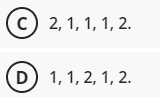 C 2, 1, 1, 1, 2.
D 1, 1, 2, 1, 2.